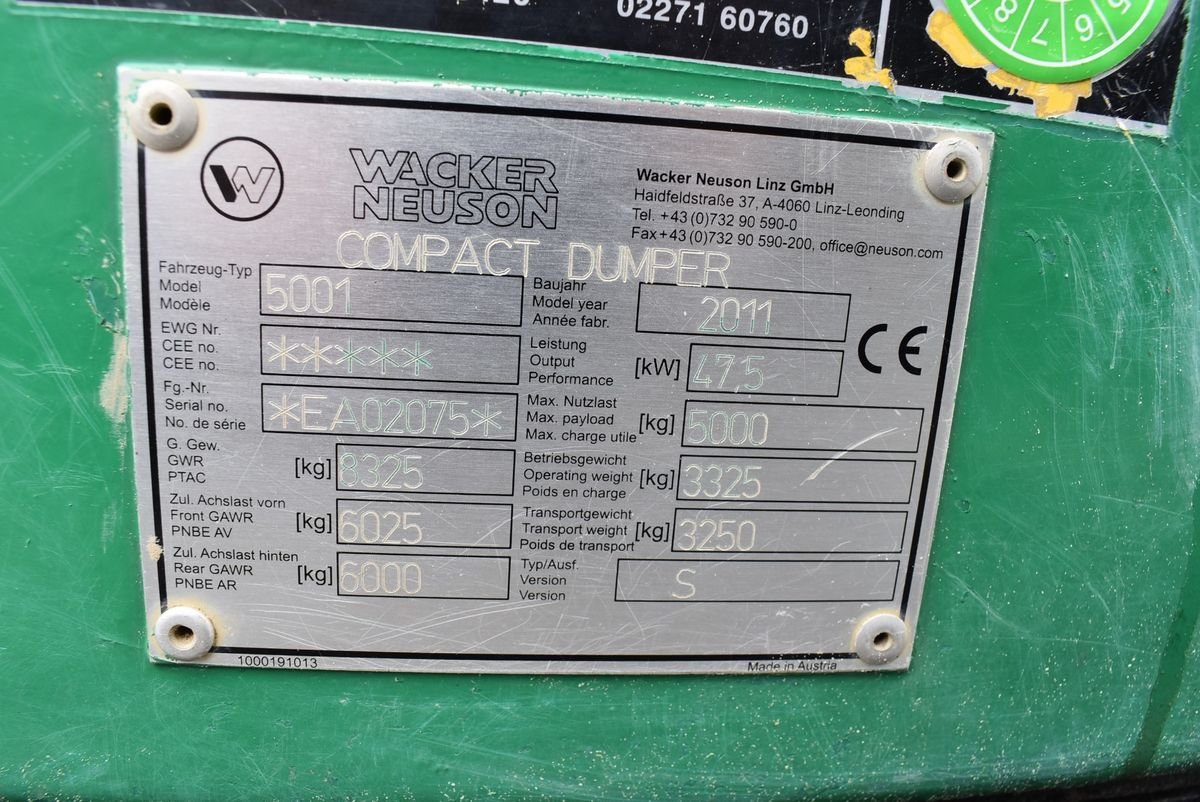 02271 60760
8 7 6 5
W
WACKER
NEUSON
Wacker Neuson Linz GmbH
Haidfeldstraße 37, A-4060 Linz-Leonding
Tel. +43(0)732 90 590-0
Fax+43(0)732 90 590-200, office@neuson.com
COMPACT DUMPER
Fahrzeug-Typ
Model
Modèle
5001
Baujahr
Model year
Année fabr.
2011
EWG Nr.
CEE no.
CEE no.
*****
Leistung
Output
Performance
[kW] 47,5
CE
Fg.-Nr.
Serial no.
No. de série
*EA02075*
Max. Nutzlast
Max. payload
Max. charge utile
[kg] 5000
G. Gew.
GWR
PTAC
[kg] 8325
Betriebsgewicht
Operating weight
Poids en charge
[kg] 3325
Zul. Achslast vorn
Front GAWR
PNBE AV
[kg] 6025
Transportgewicht
Transport weight
Poids de transport
[kg] 3250
Zul. Achslast hinten
Rear GAWR
PNBE AR
[kg] 6000
Typ/Ausf.
Version
Version
S
1000191013
Made in Austria